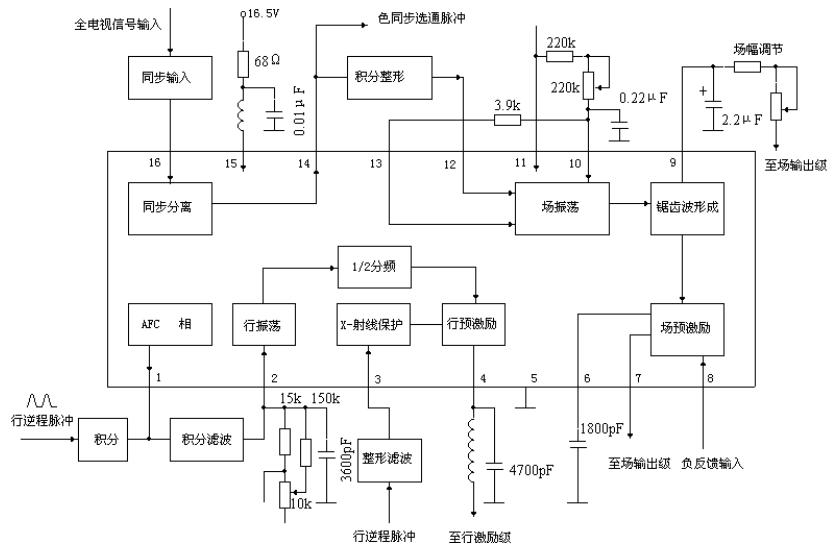 全电视信号输入
16.5V
色同步选通脉冲
220k
场幅调节
同步输入
68Ω
积分整形
220k
0.22μF
+
2.2μF
0.01μF
3.9k
至场输出级
16
15
14
13
12
11
10
9
同步分离
场振荡
锯齿波形成
1/2分频
AFC 相
行振荡
X-射线保护
行预激励
场预激励
1
2
3
4
5
6
7
8
15k
150k
行逆程脉冲
积分
积分滤波
3600pF
整形滤波
4700pF
1800pF
至场输出级
负反馈输入
10k
行逆程脉冲
至行激励级